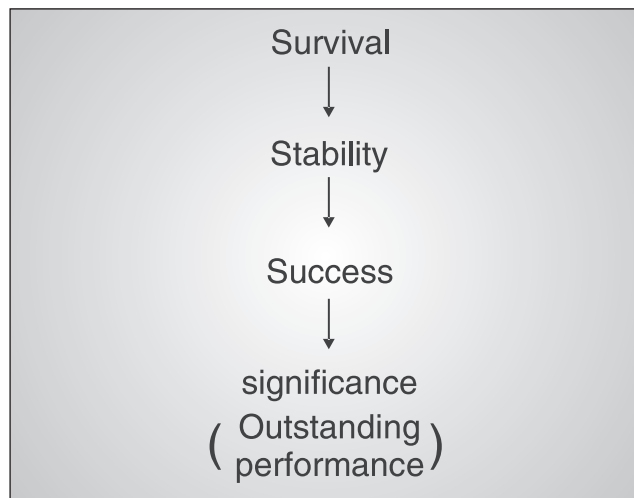 Survival
Stability
Success
significance
( Outstanding
performance )